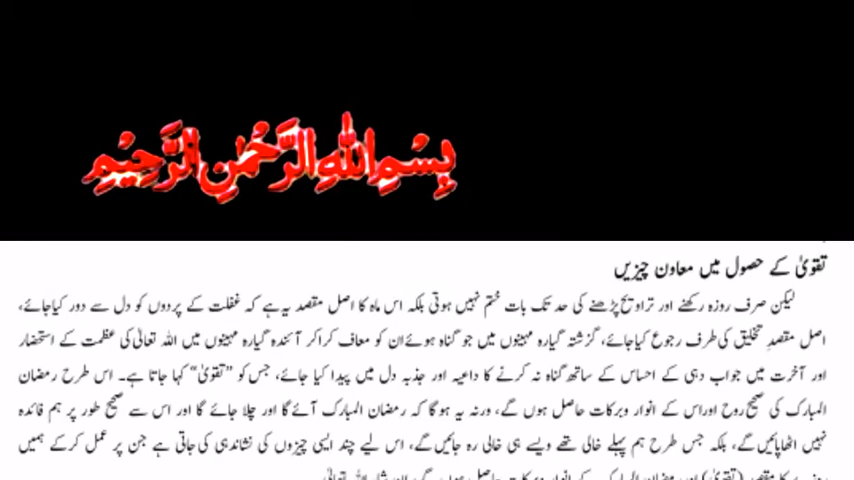 بِسْمِ اللهِ الرَّحْمٰنِ الرَّحِيْمِ
تقویٰ کے حصول میں معاون چیزیں
لیکن صرف روزہ رکھنے اور تراویح پڑھنے کی حد تک بات ختم نہیں ہوتی بلکہ اس ماہ کا اصل مقصد یہ ہے کہ غفلت کے پردوں کو دل سے دور کیا جائے،
اصل مقصدِ تخلیق کی طرف رجوع کیا جائے، گزشتہ گیارہ مہینوں میں جو گناہ ہوئے ان کو معاف کرا کر آئندہ گیارہ مہینوں میں اللہ تعالیٰ کی عظمت کے استحضار
اور آخرت میں جواب دہی کے احساس کے ساتھ گناہ نہ کرنے کا داعیہ اور جذبہ دل میں پیدا کیا جائے، جس کو ”تقویٰ“ کہا جاتا ہے۔ اس طرح رمضان
المبارک کی صحیح روح اور اس کے انوار وبرکات حاصل ہوں گے، ورنہ یہ ہوگا کہ رمضان المبارک آئے گا اور چلا جائے گا اور اس سے صحیح طور پر ہم فائدہ
نہیں اٹھا پائیں گے، بلکہ جس طرح ہم پہلے خالی تھے ویسے ہی خالی رہ جائیں گے، اس لیے چند ایسی چیزوں کی نشاندہی کی جاتی ہے جن پر عمل کرکے ہمیں